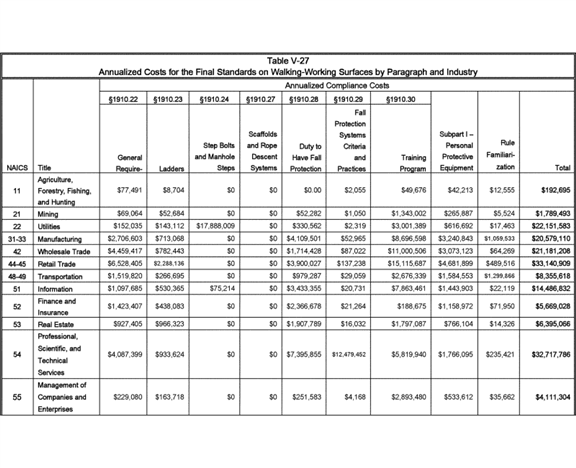 Table V-27
Annualized Costs for the Final Standards on Walking-Working Surfaces by Paragraph and Industry
Annualized Compliance Costs
§1910.22 §1910.23 §1910.24 §1910.27 §1910.28 §1910.29 §1910.30
NAICS Title General Require- Ladders Step Bolts and Manhole Steps Scaffolds and Rope Descent Systems Duty to Have Fall Protection Fall Protection Systems Criteria and Practices Training Program Subpart I – Personal Protective Equipment Rule Familiari-zation Total
11 Agriculture, Forestry, Fishing, and Hunting $77,491 $8,704 $0 $0 $0.00 $2,055 $49,676 $42,213 $12,555 $192,695
21 Mining $69,064 $52,684 $0 $0 $52,282 $1,050 $1,343,002 $265,887 $5,524 $1,789,493
22 Utilities $152,035 $143,112 $17,888,009 $0 $330,562 $2,319 $3,001,389 $616,692 $17,463 $22,151,583
31-33 Manufacturing $2,706,603 $713,068 $0 $0 $4,109,501 $52,965 $8,696,598 $3,240,843 $1,059,533 $20,579,110
42 Wholesale Trade $4,459,417 $782,443 $0 $0 $1,714,428 $87,022 $11,000,506 $3,073,123 $64,269 $21,181,208
44-45 Retail Trade $6,528,405 $2,288,136 $0 $0 $3,900,027 $137,238 $15,115,687 $4,681,899 $489,516 $33,140,909
48-49 Transportation $1,519,820 $266,695 $0 $0 $979,287 $29,059 $2,676,339 $1,584,553 $1,299,866 $8,355,618
51 Information $1,097,685 $530,365 $75,214 $0 $3,433,355 $20,731 $7,863,461 $1,443,903 $22,119 $14,486,832
52 Finance and Insurance $1,423,407 $438,083 $0 $0 $2,366,678 $21,264 $188,675 $1,158,972 $71,950 $5,669,028
53 Real Estate $927,405 $966,323 $0 $0 $1,907,789 $16,032 $1,797,087 $766,104 $14,326 $6,395,066
54 Professional, Scientific, and Technical Services $4,087,399 $933,624 $0 $0 $7,395,855 $12,479,452 $5,819,940 $1,766,095 $235,421 $32,717,786
55 Management of Companies and Enterprises $229,080 $163,718 $0 $0 $251,583 $4,168 $2,893,480 $533,612 $35,662 $4,111,304